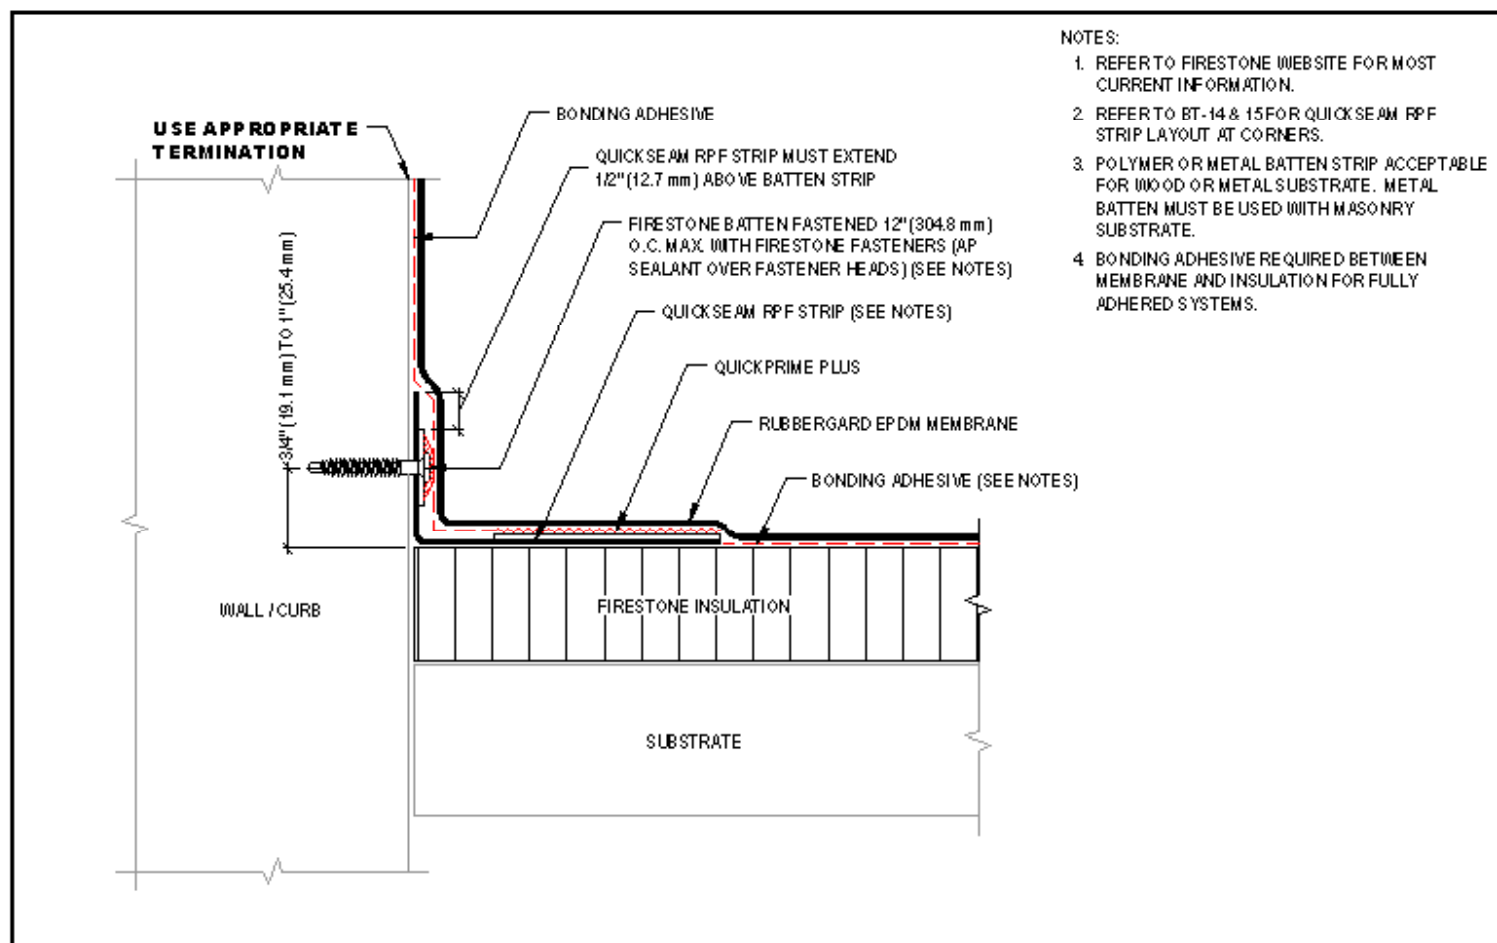 NOTES:
1. REFER TO FIRESTONE WEBSITE FOR MOST
CURRENT INFORMATION.
2. REFER TO BT-14 & 15 FOR QUICKSEAM RPF
STRIP LAYOUT AT CORNERS.
3. POLYMER OR METAL BATTEN STRIP ACCEPTABLE
FOR WOOD OR METAL SUBSTRATE. METAL
BATTEN MUST BE USED WITH MASONRY
SUBSTRATE.
4. BONDING ADHESIVE REQUIRED BETWEEN
MEMBRANE AND INSULATION FOR FULLY
ADHERED SYSTEMS.
USE APPROPRIATE
TERMINATION
BONDING ADHESIVE
QUICKSEAM RPF STRIP MUST EXTEND
1/2" (12.7 mm) ABOVE BATTEN STRIP
FIRESTONE BATTEN FASTENED 12" (304.8 mm)
O.C. MAX. WITH FIRESTONE FASTENERS (AP
SEALANT OVER FASTENER HEADS) (SEE NOTES)
QUICKSEAM RPF STRIP (SEE NOTES)
QUICKPRIME PLUS
RUBBERGARD EPDM MEMBRANE
BONDING ADHESIVE (SEE NOTES)
3/4" (19.1 mm) TO 1" (25.4 mm)
WALL / CURB
FIRESTONE INSULATION
SUBSTRATE